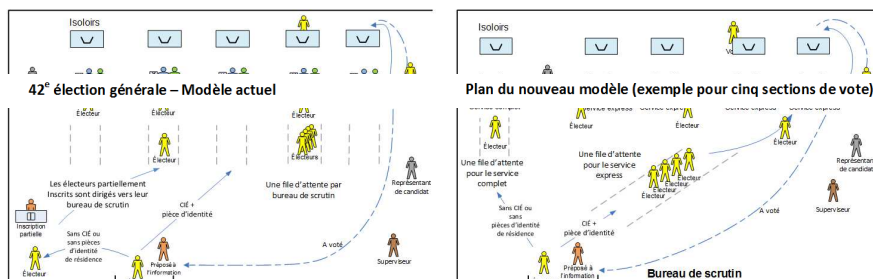 Isoloirs
42e élection générale – Modèle actuel
Électeur
Électeur
Électeurs
Électeur
Les électeurs partiellement
Inscrits sont dirigés vers leur
bureau de scrutin
Une file d'attente par
bureau de scrutin
Représentant
de candidat
Inscription
partielle
CIÉ +
pièce d'identité
Sans CIÉ ou
sans
pièces
d'identité
de résidence
A voté
Électeur
Préposé à
l'information
Superviseur
Isoloirs
Plan du nouveau modèle (exemple pour cinq sections de vote)
Service express
Électeur
Électeur
Électeur
Électeur
Une file d'attente
pour le service
complet
Une file d'attente
pour le service
express
Électeur
Électeur
Électeur
Représentant
de candidat
Sans CIÉ ou
sans
pièces d'identité
de résidence
CIÉ +
pièce d'identité
A voté
Superviseur
Préposé à
l'information
Bureau de scrutin